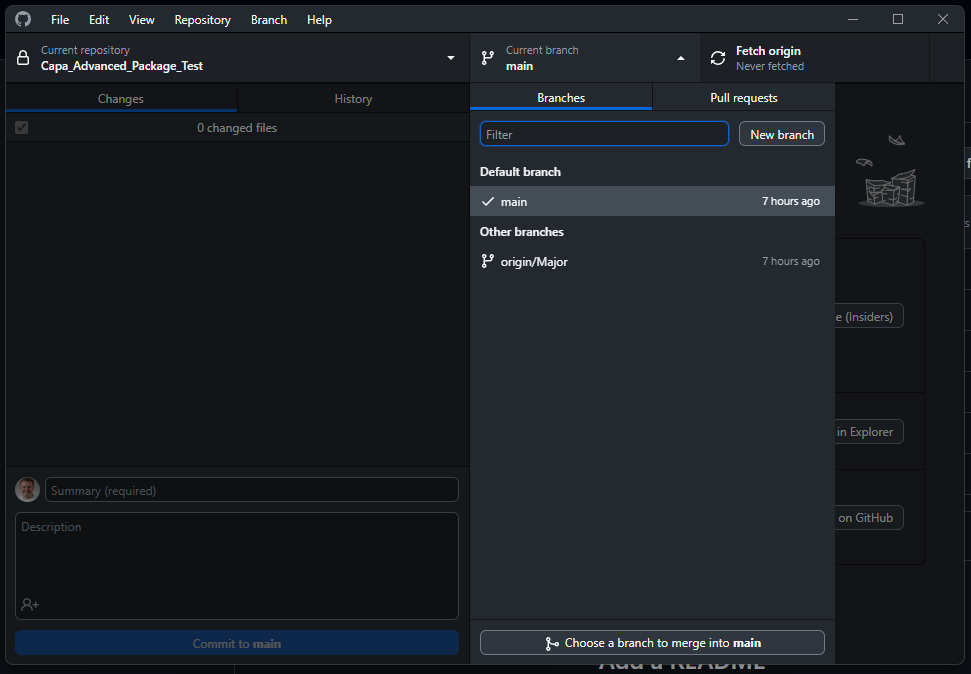 File Edit View Repository Branch Help
Current repository
Capa_Advanced_Package_Test
Current branch
main
Fetch origin
Never fetched
Changes History
Branches Pull requests
0 changed files
Filter
New branch
Default branch
main 7 hours ago
Other branches
origin/Major 7 hours ago
e (Insiders)
in Explorer
on GitHub
Summary (required)
Description
Commit to main
Choose a branch to merge into main
Add a README